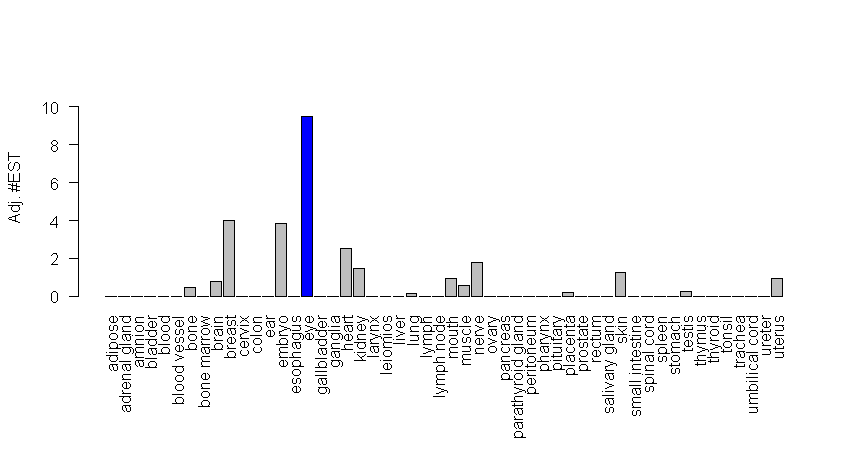 Adj. #EST
10
8
6
4
2
0
adipose
adrenal gland
amnion
bladder
blood
blood vessel
bone
bone marrow
brain
breast
cervix
colon
ear
embryo
esophagus
eye
gallbladder
ganglia
heart
kidney
larynx
leiomios
liver
lung
lymph
lymph node
mouth
muscle
nerve
ovary
pancreas
parathyroid gland
peritoneum
pharynx
pituitary
placenta
prostate
rectum
salivary gland
skin
small intestine
spinal cord
spleen
stomach
testis
thymus
thyroid
tonsil
trachea
umbilical cord
ureter
uterus